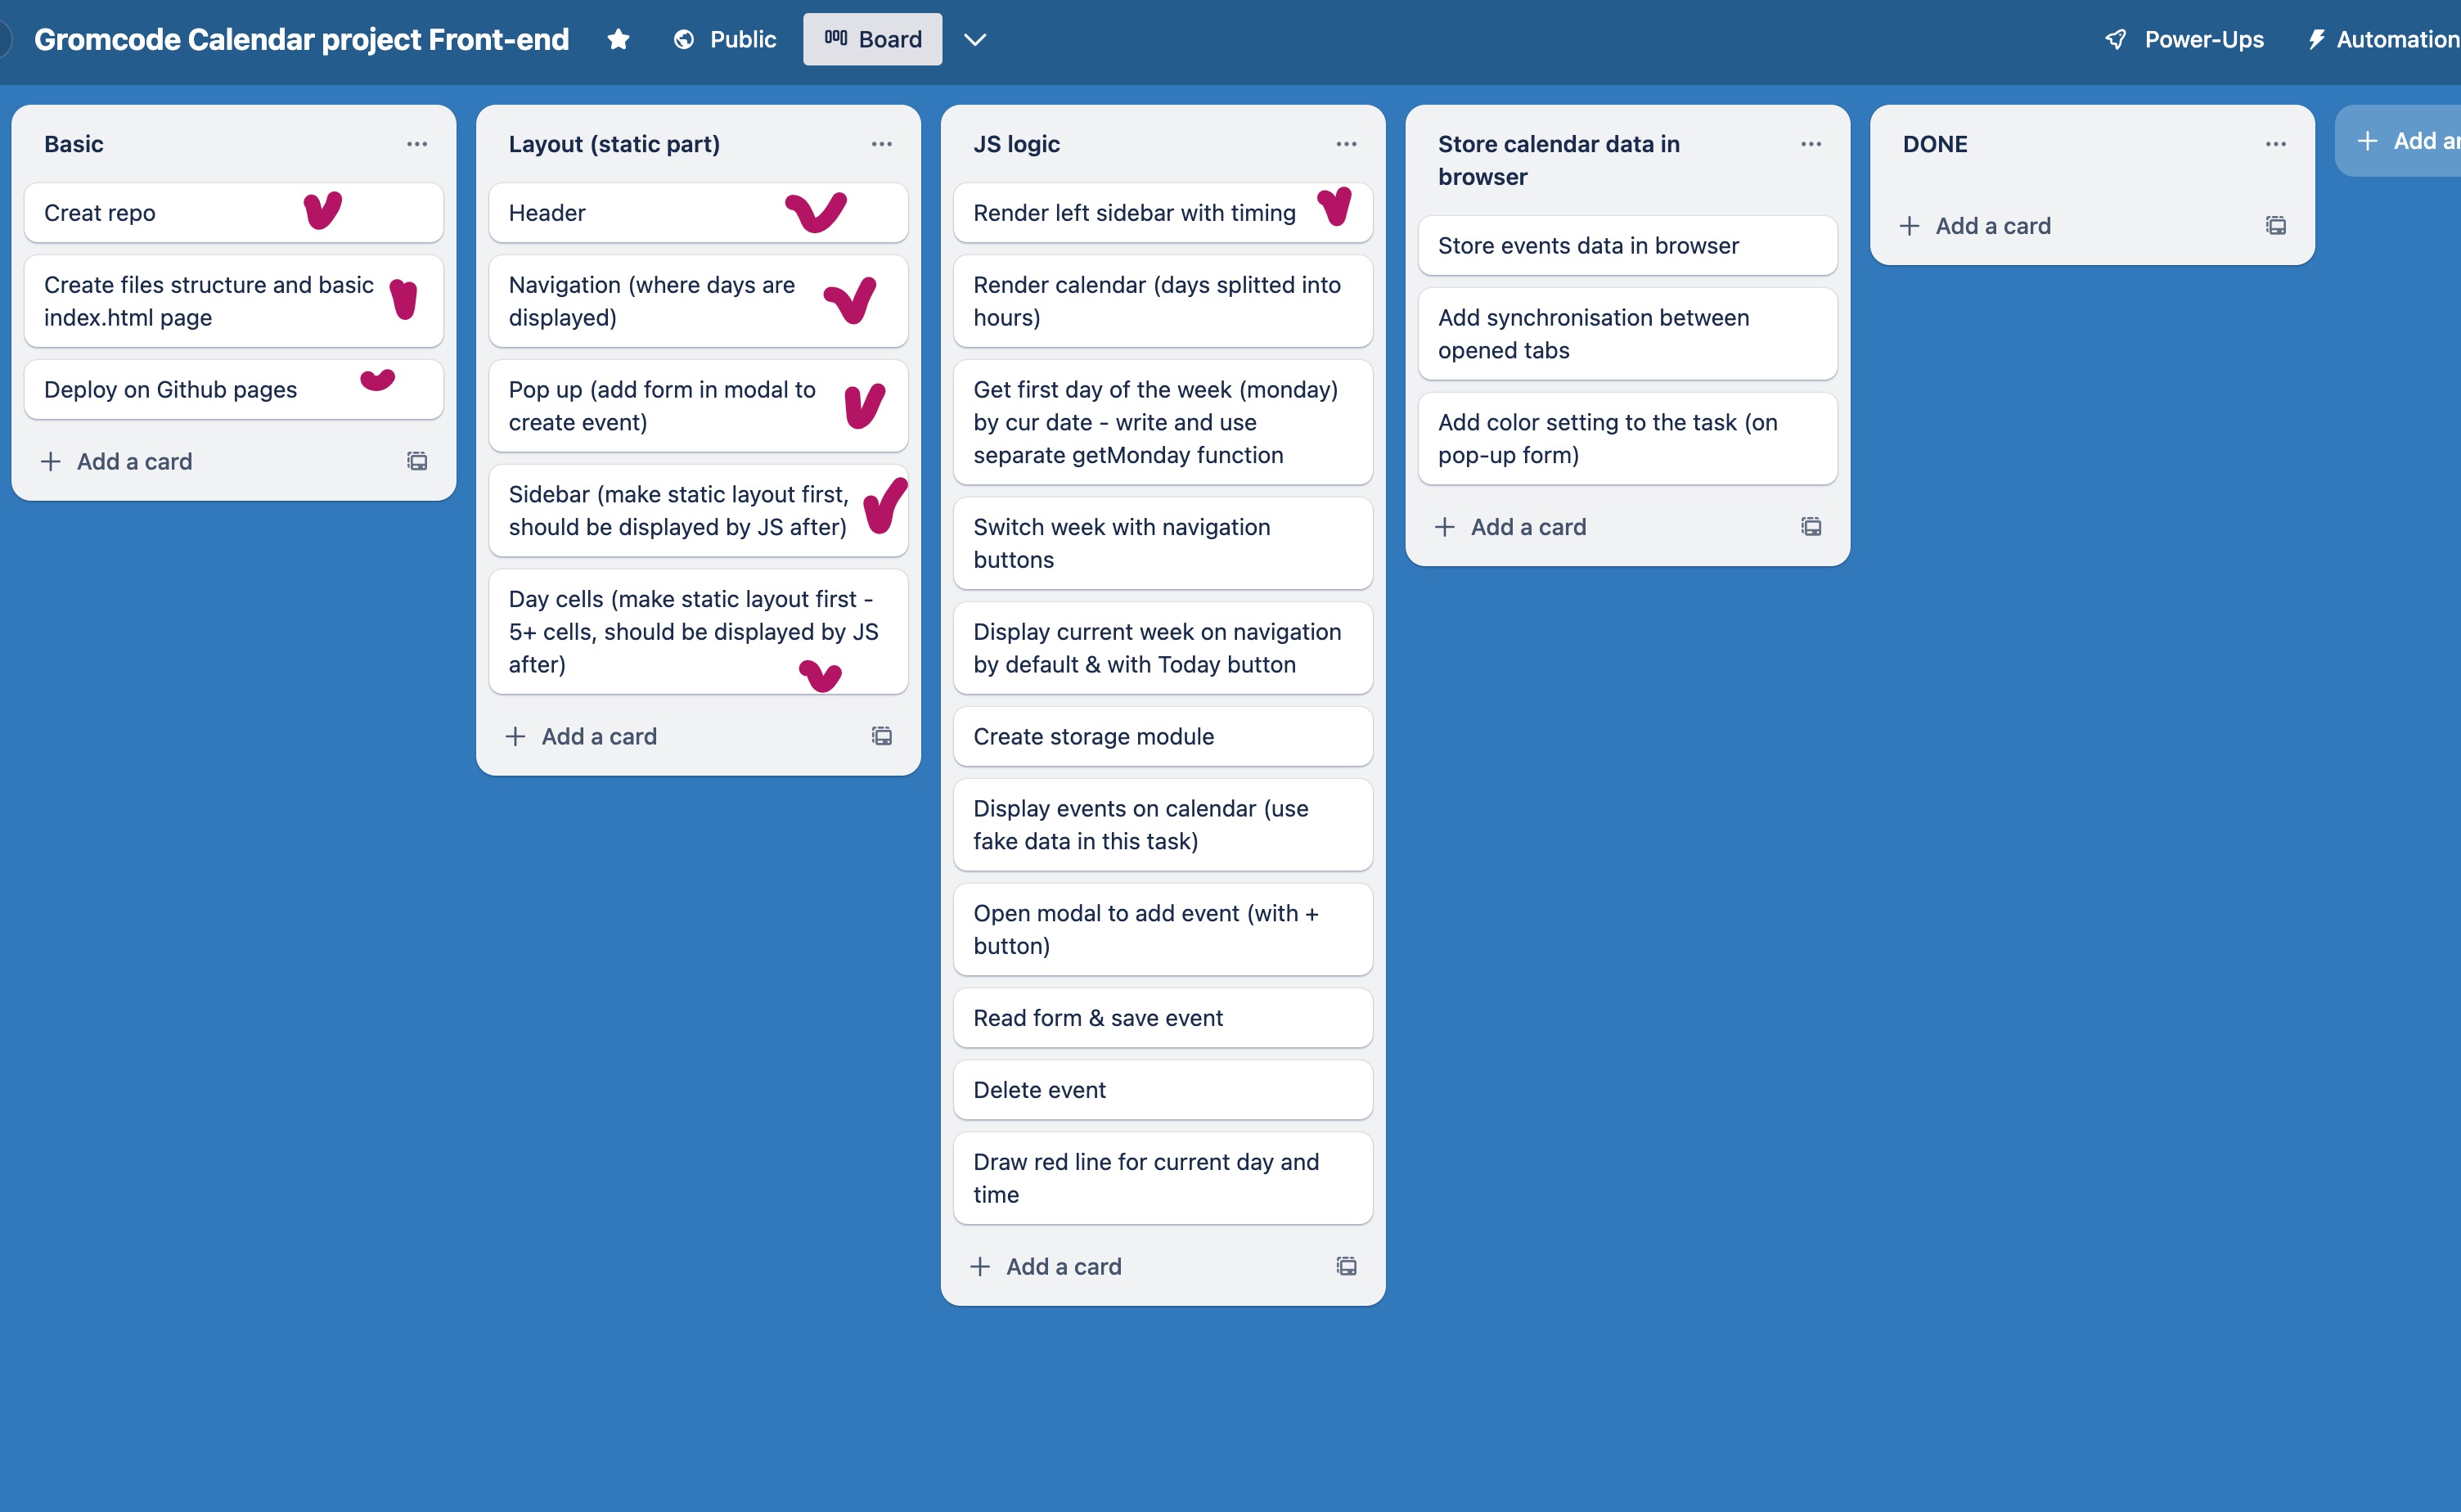 Gromcode Calendar project Front-end
Public
Board
Power-Ups
Automation
Basic
Creat repo
Create files structure and basic
index.html page
Deploy on Github pages
Add a card
Layout (static part)
Header
Navigation (where days are
displayed)
Pop up (add form in modal to
create event)
Sidebar (make static layout first,
should be displayed by JS after)
Day cells (make static layout first -
5+ cells, should be displayed by JS
after)
Add a card
JS logic
Render left sidebar with timing
Render calendar (days splitted into
hours)
Get first day of the week (monday)
by cur date - write and use
separate getMonday function
Switch week with navigation
buttons
Display current week on navigation
by default & with Today button
Create storage module
Display events on calendar (use
fake data in this task)
Open modal to add event (with +
button)
Read form & save event
Delete event
Draw red line for current day and
time
Add a card
Store calendar data in
browser
Store events data in browser
Add synchronisation between
opened tabs
Add color setting to the task (on
pop-up form)
Add a card
DONE
Add a card
Add